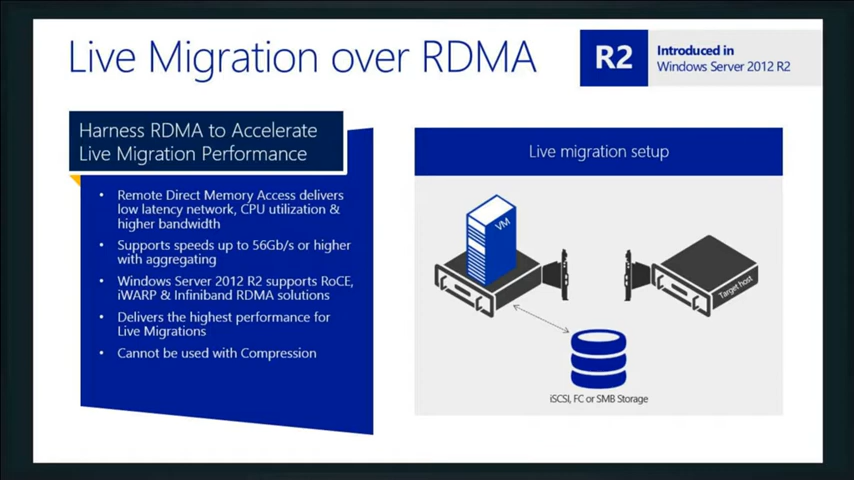 Live Migration over RDMA
R2
Introduced in
Windows Server 2012 R2
Harness RDMA to Accelerate
Live Migration Performance
• Remote Direct Memory Access delivers
low latency network, CPU utilization &
higher bandwidth
• Supports speeds up to 56Gb/s or higher
with aggregating
• Windows Server 2012 R2 supports RoCE,
iWARP & Infiniband RDMA solutions
• Delivers the highest performance for
Live Migrations
• Cannot be used with Compression
Live migration setup
VM
Target host
iSCSI, FC or SMB Storage